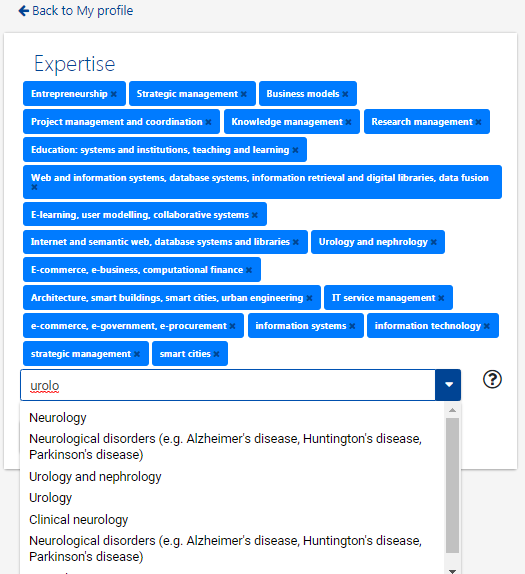 Back to My profile
Expertise
Entrepreneurship × Strategic management × Business models ×
Project management and coordination × Knowledge management × Research management ×
Education: systems and institutions, teaching and learning ×
Web and information systems, database systems, information retrieval and digital libraries, data fusion
×
E-learning, user modelling, collaborative systems ×
Internet and semantic web, database systems and libraries × Urology and nephrology ×
E-commerce, e-business, computational finance ×
Architecture, smart buildings, smart cities, urban engineering × IT service management ×
e-commerce, e-government, e-procurement × information systems × information technology ×
strategic management × smart cities ×
urolo
Neurology
Neurological disorders (e.g. Alzheimer's disease, Huntington's disease,
Parkinson's disease)
Urology and nephrology
Urology
Clinical neurology
Neurological disorders (e.g. Alzheimer's disease, Huntington's disease,
Parkinson's disease)